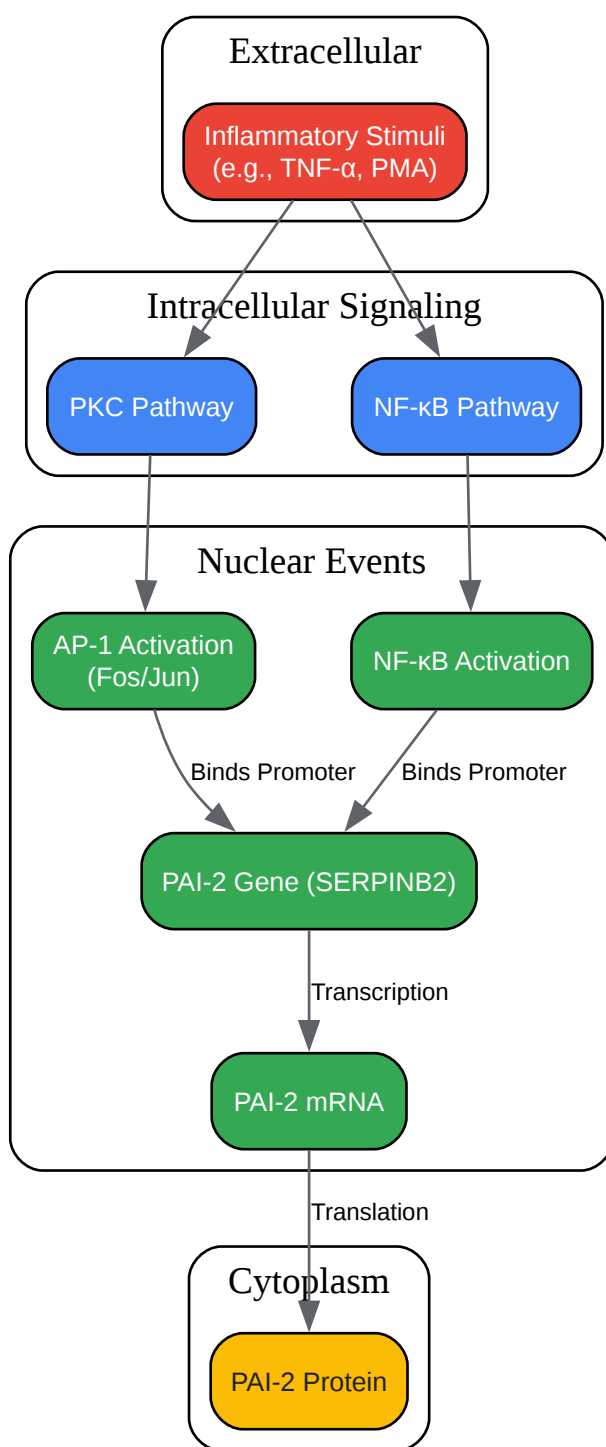 Extracellular
Inflammatory Stimuli
(e.g., TNF-α, PMA)
Intracellular Signaling
PKC Pathway
NF-κB Pathway
Nuclear Events
AP-1 Activation
(Fos/Jun)
NF-κB Activation
Binds Promoter
Binds Promoter
PAI-2 Gene (SERPINB2)
Transcription
PAI-2 mRNA
Translation
Cytoplasm
PAI-2 Protein